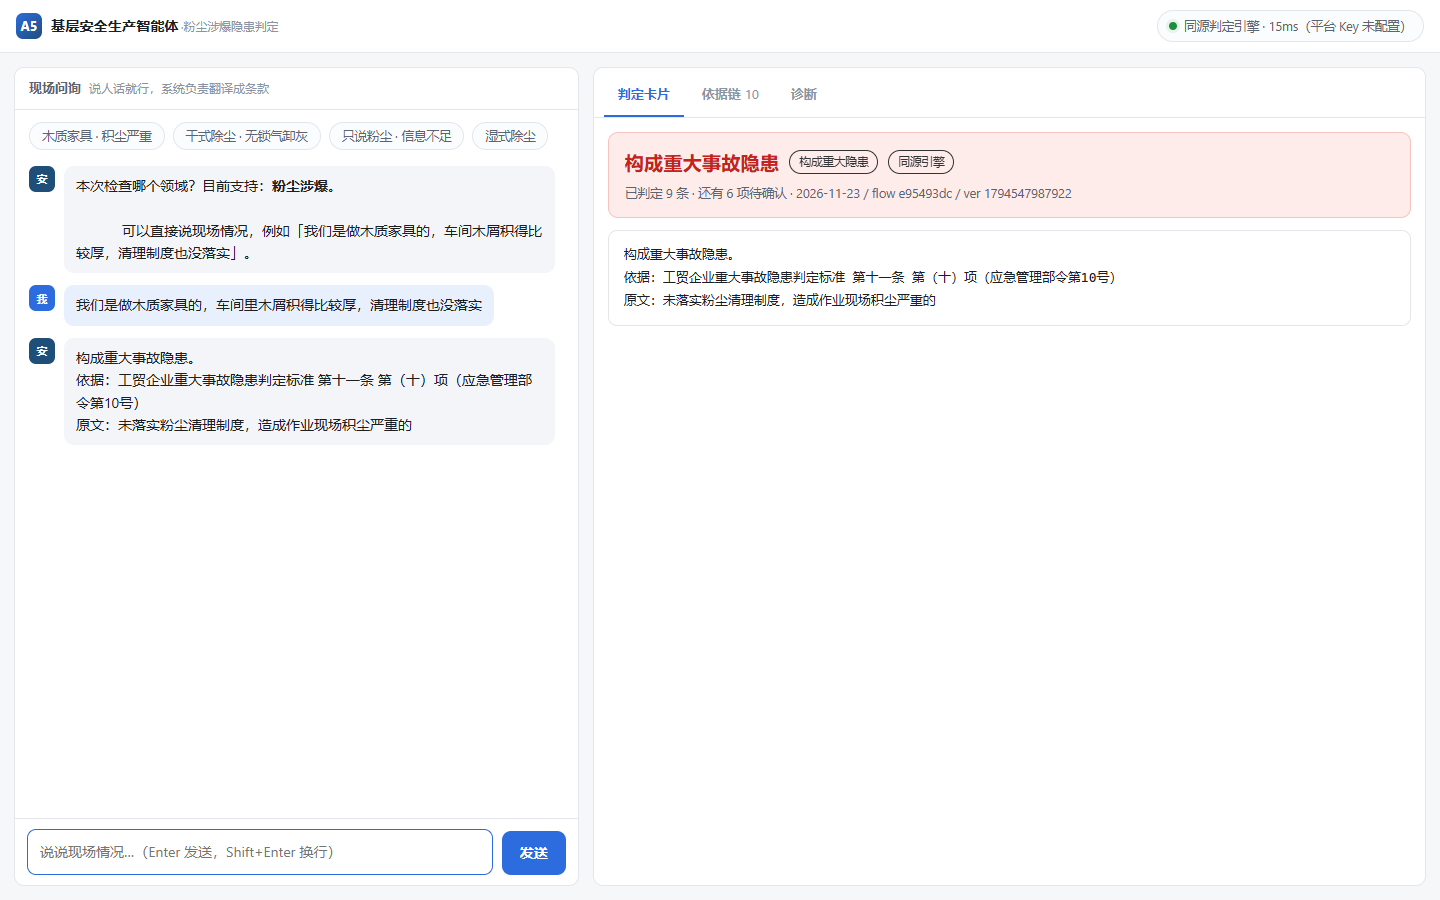 A5 基层安全生产智能体·粉尘涉爆隐患判定
同源判定引擎 · 15ms（平台 Key 未配置）
现场问询 说人话就行，系统负责翻译成条款
木质家具 · 积尘严重
干式除尘 · 无锁气卸灰
只说粉尘 · 信息不足
湿式除尘
安
本次检查哪个领域？目前支持：粉尘涉爆。
可以直接说现场情况，例如「我们是做木质家具的，车间木屑积得比
较厚，清理制度也没落实」。
我
我们是做木质家具的，车间里木屑积得比较厚，清理制度也没落实
安
构成重大事故隐患。
依据：工贸企业重大事故隐患判定标准 第十一条 第（十）项（应急管理部
令第10号）
原文：未落实粉尘清理制度，造成作业现场积尘严重的
说说现场情况...（Enter 发送，Shift+Enter 换行）
发送
判定卡片
依据链 10
诊断
构成重大事故隐患 构成重大隐患 同源引擎
已判定 9 条 · 还有 6 项待确认 · 2026-11-23 / flow e95493dc / ver 1794547987922
构成重大事故隐患。
依据：工贸企业重大事故隐患判定标准 第十一条 第（十）项（应急管理部令第10号）
原文：未落实粉尘清理制度，造成作业现场积尘严重的